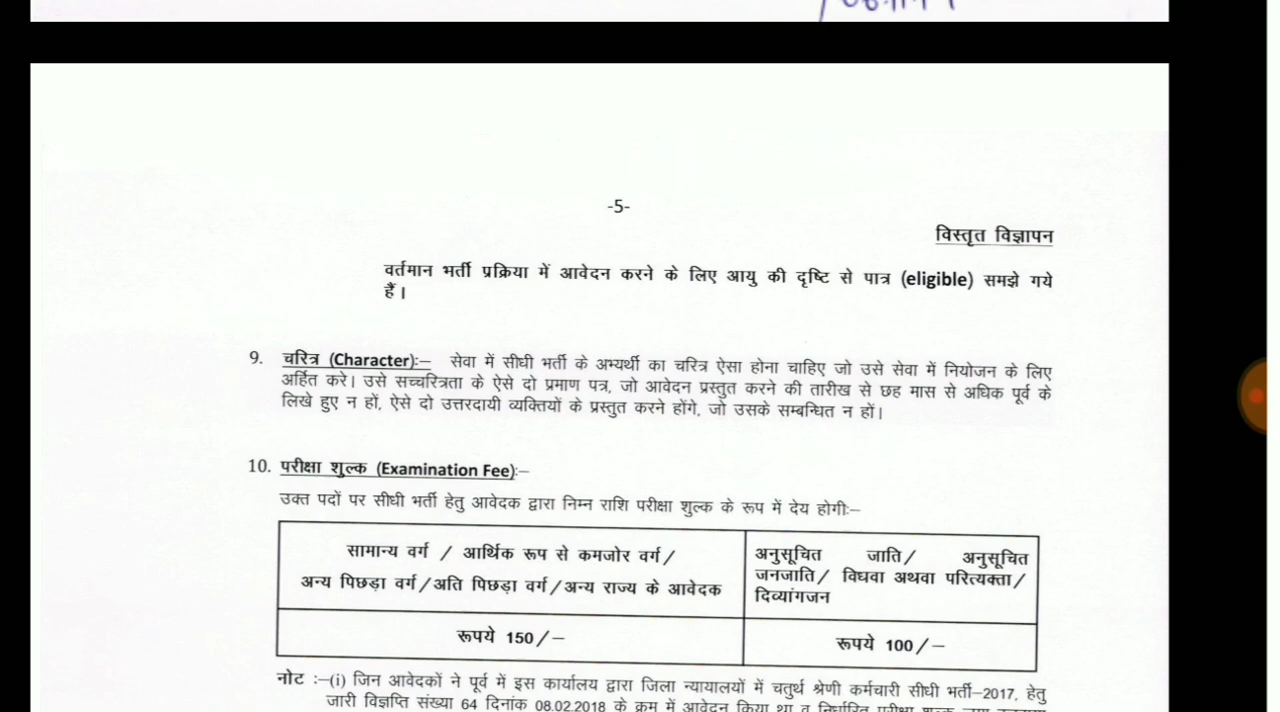 -5-
विस्तृत विज्ञापन
वर्तमान भर्ती प्रक्रिया में आवेदन करने के लिए आयु की दृष्टि से पात्र (eligible) समझे गये
हैं।
9. चरित्र (Character):– सेवा में सीधी भर्ती के अभ्यर्थी का चरित्र ऐसा होना चाहिए जो उसे सेवा में नियोजन के लिए
अर्हित करे। उसे सच्चरित्रता के ऐसे दो प्रमाण पत्र, जो आवेदन प्रस्तुत करने की तारीख से छह मास से अधिक पूर्व के
लिखे हुए न हों, ऐसे दो उत्तरदायी व्यक्तियों के प्रस्तुत करने होंगे, जो उसके सम्बन्धित न हों।
10. परीक्षा शुल्क (Examination Fee):–
उक्त पदों पर सीधी भर्ती हेतु आवेदक द्वारा निम्न राशि परीक्षा शुल्क के रूप में देय होगी:–
सामान्य वर्ग / आर्थिक रूप से कमजोर वर्ग/
अन्य पिछड़ा वर्ग/अति पिछड़ा वर्ग/अन्य राज्य के आवेदक
अनुसूचित जाति/ अनुसूचित
जनजाति/ विधवा अथवा परित्यक्ता/
दिव्यांगजन
रूपये 150/–
रूपये 100/–
नोट :–(i) जिन आवेदकों ने पूर्व में इस कार्यालय द्वारा जिला न्यायालयों में चतुर्थ श्रेणी कर्मचारी सीधी भर्ती–2017, हेतु
जारी विज्ञप्ति संख्या 64 दिनांक 08.02.2018 के क्रम में आवेदन किया था व निर्धारित परीक्षा शुल्क